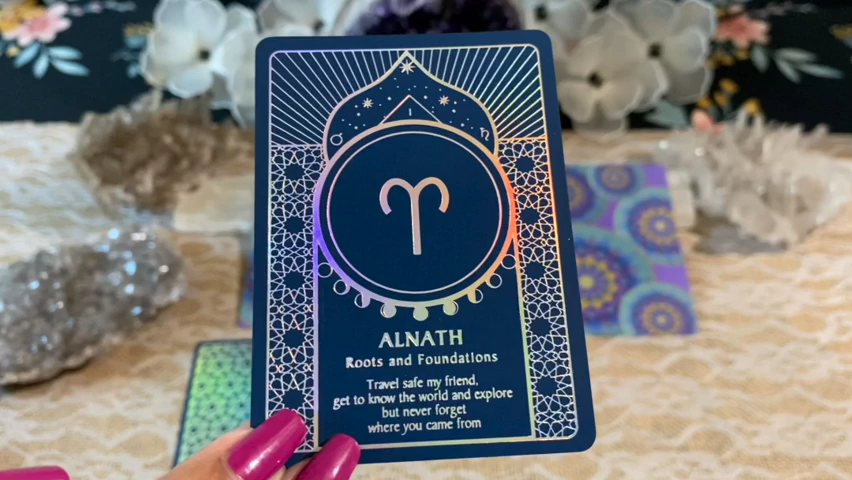 ALNATH
Roots and Foundations
Travel safe my friend,
get to know the world and explore
but never forget
where you came from